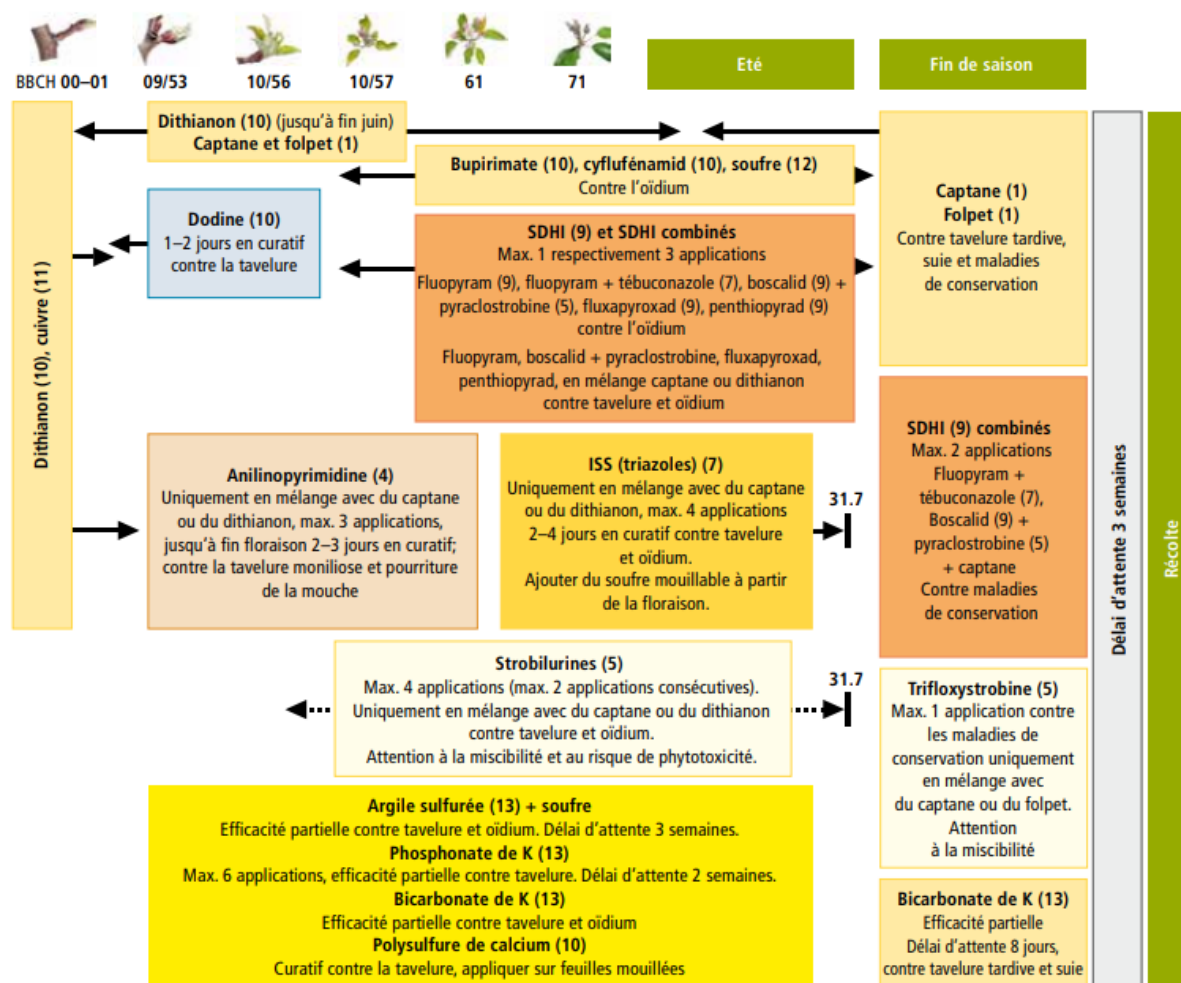 BBCH 00–01
09/53
10/56
10/57
61
71
Eté
Fin de saison
Dithianon (10), cuivre (11)
Dithianon (10) (jusqu'à fin juin)
Captane et folpet (1)
Bupirimate (10), cyflufénamid (10), soufre (12)
Contre l'oïdium
Dodine (10)
1–2 jours en curatif
contre la tavelure
SDHI (9) et SDHI combinés
Max. 1 respectivement 3 applications
Fluopyram (9), fluopyram + tébuconazole (7), boscalid (9) +
pyraclostrobine (5), fluxapyroxad (9), penthiopyrad (9)
contre l'oïdium
Fluopyram, boscalid + pyraclostrobine, fluxapyroxad,
penthiopyrad, en mélange captane ou dithianon
contre tavelure et oïdium
Captane (1)
Folpet (1)
Contre tavelure tardive,
suie et maladies
de conservation
Anilinopyrimidine (4)
Uniquement en mélange avec du captane
ou du dithianon, max. 3 applications,
jusqu'à fin floraison 2–3 jours en curatif;
contre la tavelure moniliose et pourriture
de la mouche
ISS (triazoles) (7)
Uniquement en mélange avec du captane
ou du dithianon, max. 4 applications
2–4 jours en curatif contre tavelure
et oïdium.
Ajouter du soufre mouillable à partir
de la floraison.
31.7
SDHI (9) combinés
Max. 2 applications
Fluopyram +
tébuconazole (7),
Boscalid (9) +
pyraclostrobine (5)
+ captane
Contre maladies
de conservation
Strobilurines (5)
Max. 4 applications (max. 2 applications consécutives).
Uniquement en mélange avec du captane ou du dithianon
contre tavelure et oïdium.
Attention à la miscibilité et au risque de phytotoxicité.
31.7
Trifloxystrobine (5)
Max. 1 application contre
les maladies de
conservation uniquement
en mélange avec
du captane ou du folpet.
Attention
à la miscibilité
Argile sulfurée (13) + soufre
Efficacité partielle contre tavelure et oïdium. Délai d'attente 3 semaines.
Phosphonate de K (13)
Max. 6 applications, efficacité partielle contre tavelure. Délai d'attente 2 semaines.
Bicarbonate de K (13)
Efficacité partielle contre tavelure et oïdium
Polysulfure de calcium (10)
Curatif contre la tavelure, appliquer sur feuilles mouillées
Bicarbonate de K (13)
Efficacité partielle
Délai d'attente 8 jours,
contre tavelure tardive et suie
Délai d'attente 3 semaines
Récolte